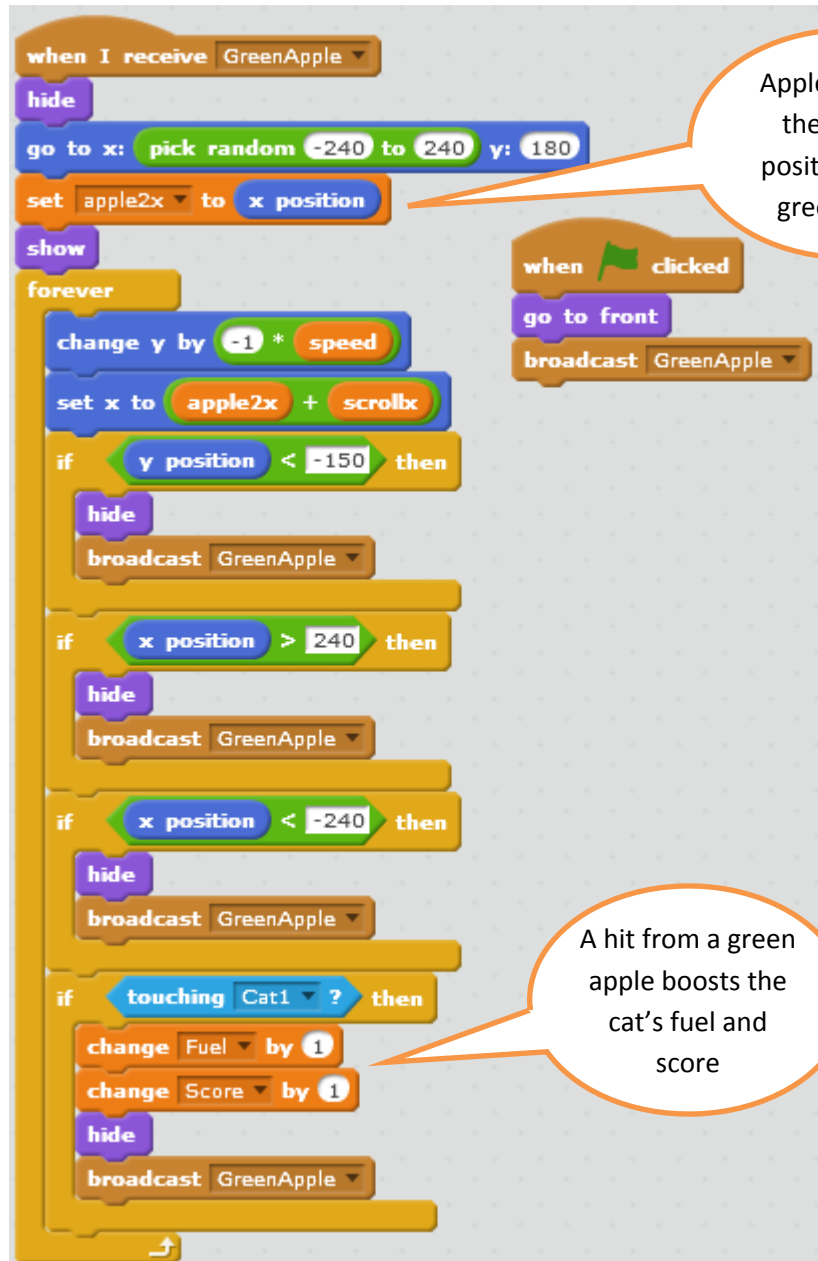 when I receive GreenApple
hide
go to x: pick random -240 to 240 y: 180
set apple2x to x position
show
forever
change y by -1 * speed
set x to apple2x + scrollx
if y position < -150 then
hide
broadcast GreenApple
if x position > 240 then
hide
broadcast GreenApple
if x position < -240 then
hide
broadcast GreenApple
if touching Cat1 ? then
change Fuel by 1
change Score by 1
hide
broadcast GreenApple
the
when clicked
go to front
broadcast GreenApple
A hit from a green
apple boosts the
cat’s fuel and
score